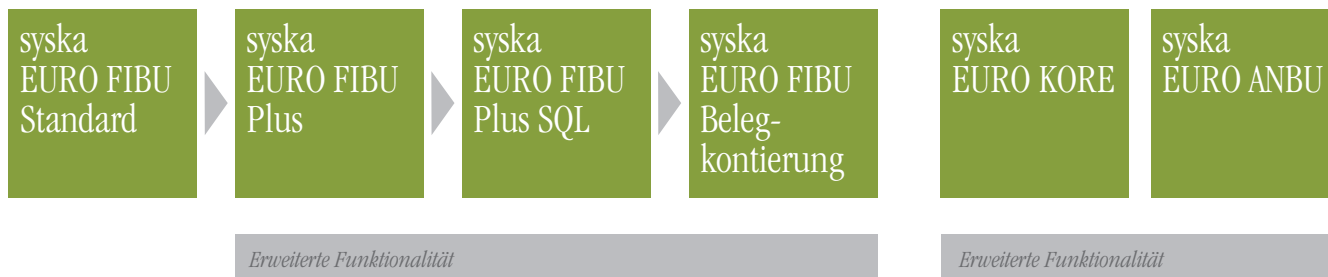 syska
EURO FIBU
Standard
syska
EURO FIBU
Plus
syska
EURO FIBU
Plus SQL
syska
EURO FIBU
Beleg-
kontierung
syska
EURO KORE
syska
EURO ANBU
Erweiterte Funktionalität
Erweiterte Funktionalität